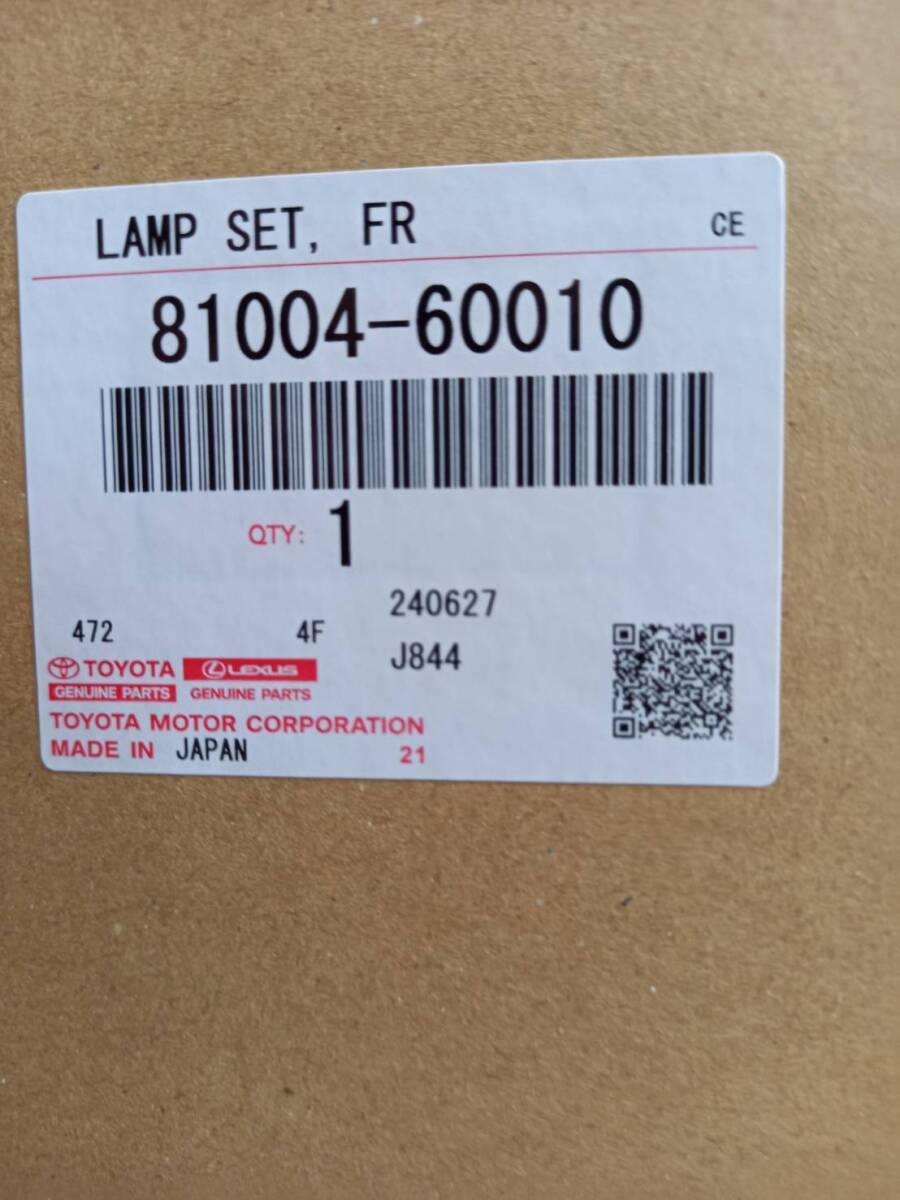 LAMP SET, FR CE
81004-60010
QTY: 1
240627
472 4F
J844
TOYOTA LEXUS
GENUINE PARTS GENUINE PARTS
TOYOTA MOTOR CORPORATION
MADE IN JAPAN 21